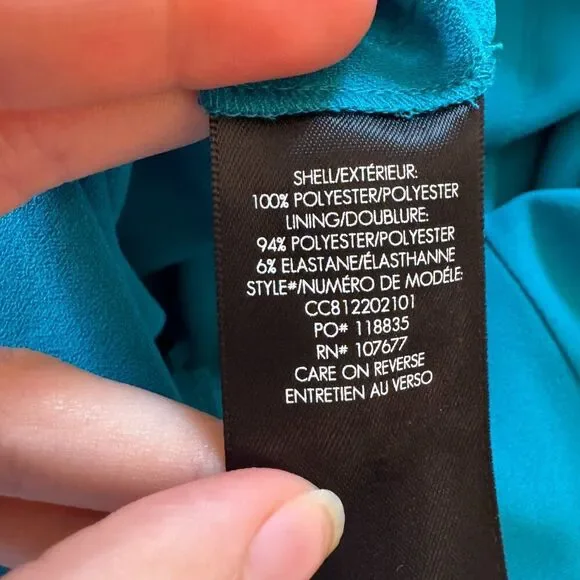 SHELL/EXTÉRIEUR:
100% POLYESTER/POLYESTER
LINING/DOUBLURE:
94% POLYESTER/POLYESTER
6% ELASTANE/ÉLASTHANNE
STYLE#/NUMÉRO DE MODÉLE:
CC812202101
PO# 118835
RN# 107677
CARE ON REVERSE
ENTRETIEN AU VERSO